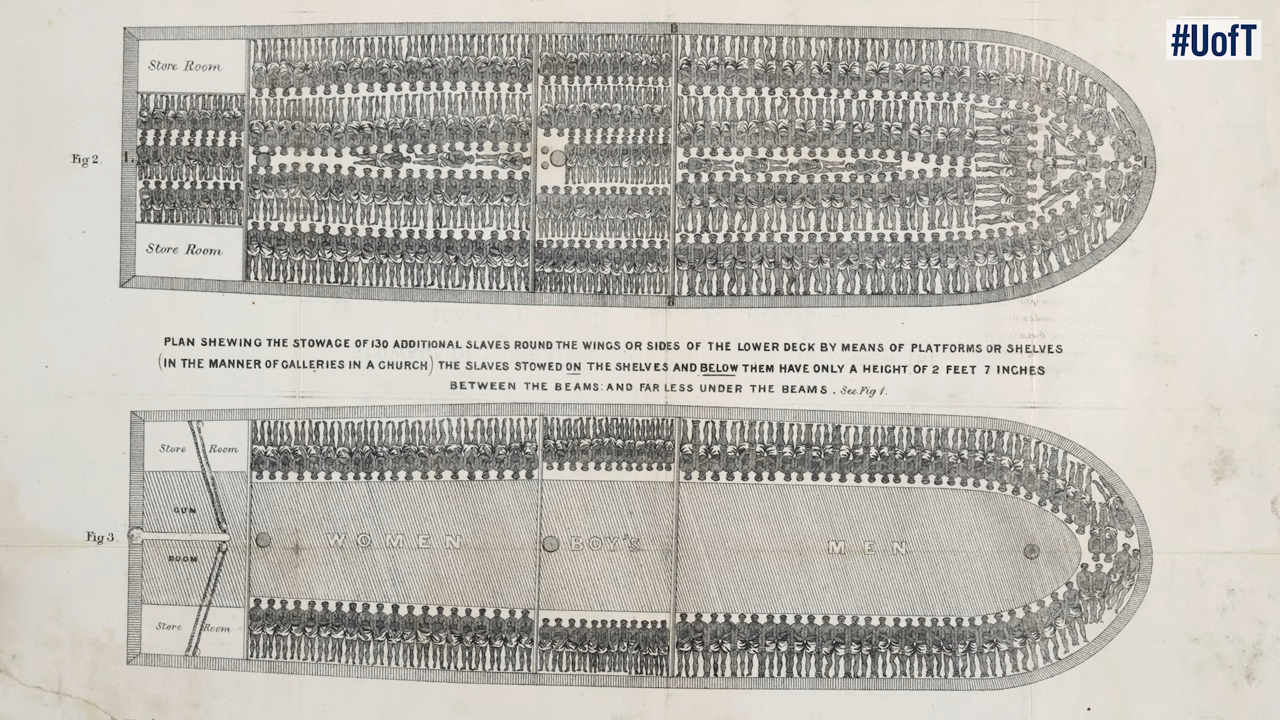 #UofT
Store Room
Fig 2.
Store Room
PLAN SHEWING THE STOWAGE OF 130 ADDITIONAL SLAVES ROUND THE WINGS OR SIDES OF THE LOWER DECK BY MEANS OF PLATFORMS OR SHELVES
(IN THE MANNER OF GALLERIES IN A CHURCH) THE SLAVES STOWED ON THE SHELVES AND BELOW THEM HAVE ONLY A HEIGHT OF 2 FEET 7 INCHES
BETWEEN THE BEAMS: AND FAR LESS UNDER THE BEAMS. See Fig 1.
Store Room
GUN
Fig 3.
WOMEN
BOY'S
MEN
ROOM
Store Room